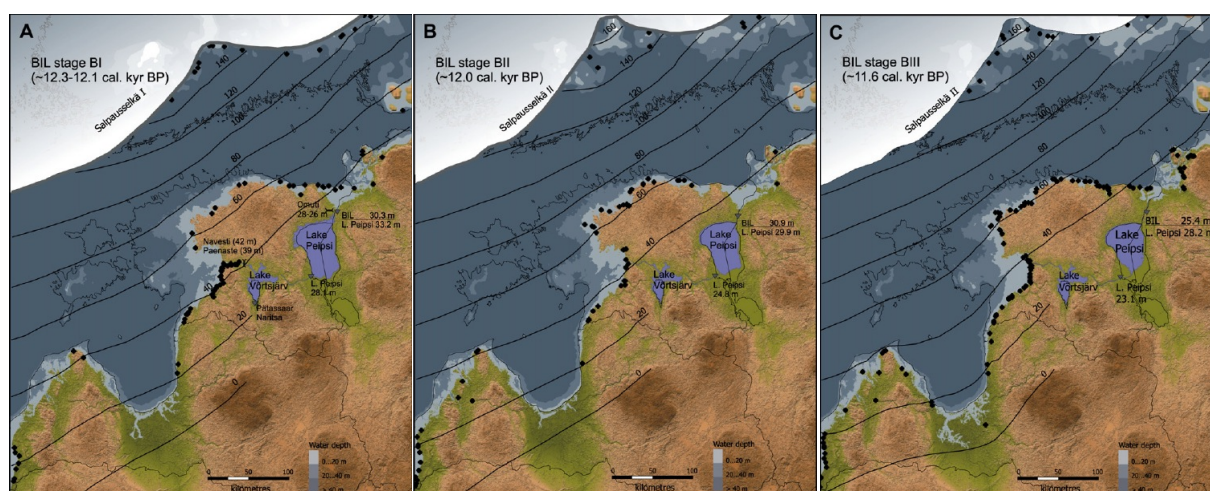 A
BIL stage BI
(~12.3-12.1 cal. kyr BP)
Salpausselkä I
140
120
100
80
60
Omuti
28-26 m
BIL 30.3 m
L. Peipsi 33.2 m
Lake
Peipsi
Navesti (42 m)
Paenaste (39 m)
40
Lake
Võrtsjärv
L. Peipsi
28.1 m
20
0
Water depth
0...20 m
20...40 m
> 40 m
0 50 100
kilometres
B
BIL stage BII
(~12.0 cal. kyr BP)
160
140
120
Salpausselkä II
100
80
60
BIL 30.9 m
L. Peipsi 29.9 m
Lake
Peipsi
40
Lake
Võrtsjärv
L. Peipsi
24.8 m
20
0
Water depth
0...20 m
20...40 m
> 40 m
0 50 100
kilometres
C
BIL stage BIII
(~11.6 cal. kyr BP)
160
140
120
Salpausselkä II
100
80
60
BIL 25.4 m
L. Peipsi 28.2 m
Lake
Peipsi
40
Lake
Võrtsjärv
L. Peipsi
23.1 m
20
0
Water depth
0...20 m
20...40 m
> 40 m
0 50 100
kilometres